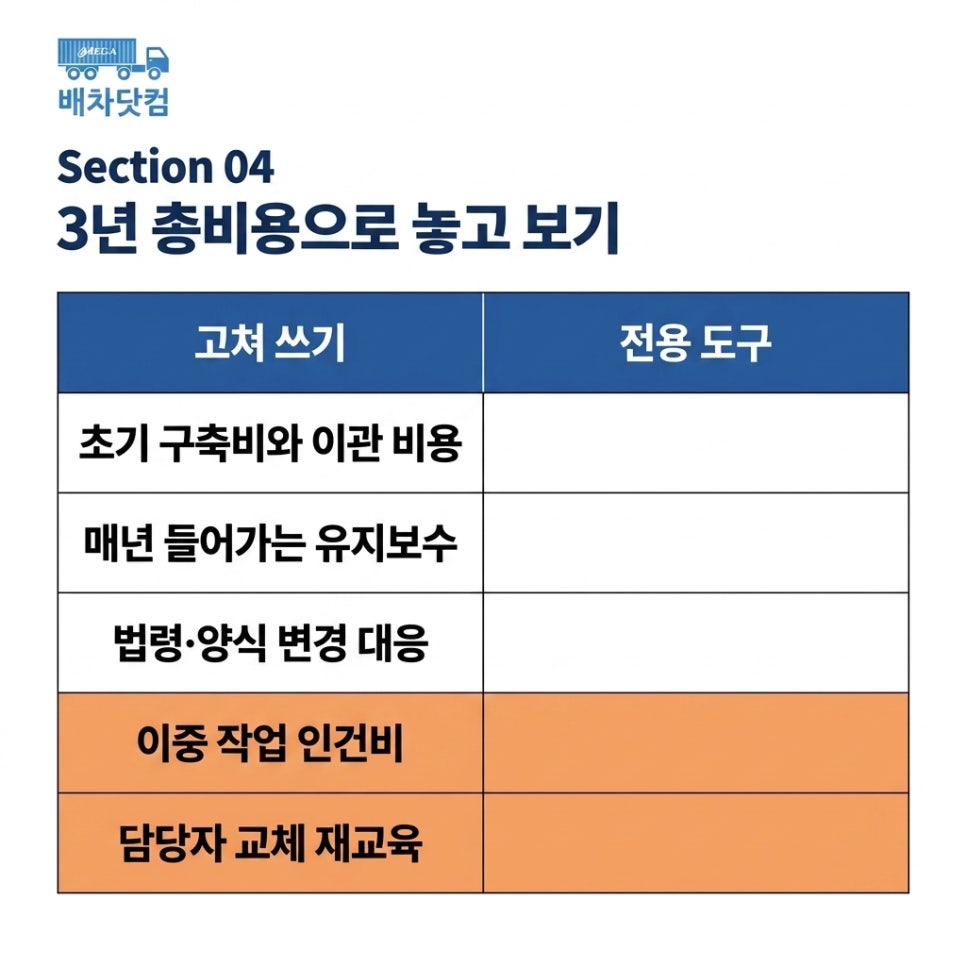 MEGA
배차닷컴
Section 04
3년 총비용으로 놓고 보기
고쳐 쓰기
전용 도구
초기 구축비와 이관 비용
매년 들어가는 유지보수
법령·양식 변경 대응
이중 작업 인건비
담당자 교체 재교육